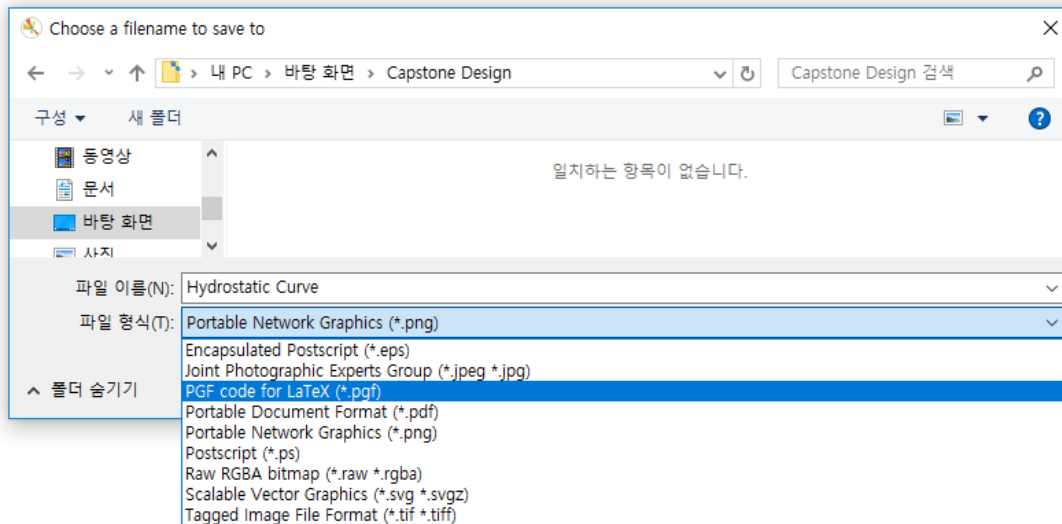 Choose a filename to save to
내 PC > 바탕 화면 > Capstone Design
Capstone Design 검색
구성
새 폴더
동영상
문서
바탕 화면
사진
일치하는 항목이 없습니다.
파일 이름(N): Hydrostatic Curve
파일 형식(T): Portable Network Graphics (*.png)
Encapsulated Postscript (*.eps)
Joint Photographic Experts Group (*.jpeg *.jpg)
PGF code for LaTeX (*.pgf)
Portable Document Format (*.pdf)
Portable Network Graphics (*.png)
Postscript (*.ps)
Raw RGBA bitmap (*.raw *.rgba)
Scalable Vector Graphics (*.svg *.svgz)
Tagged Image File Format (*.tif *.tiff)
폴더 숨기기